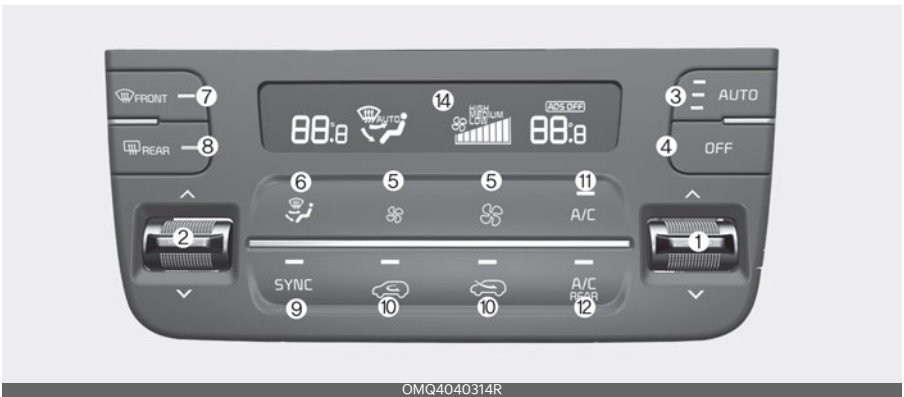 ⑦ FRONT
⑧ REAR
88.8 AUTO ⑭ HIGH MEDIUM LOW ADS OFF 88.8
③ AUTO
④ OFF
⑥ ⑤ ⑤ ⑪
A/C
② ①
SYNC A/C
REAR
⑨ ⑩ ⑩ ⑫
OMQ4040314R